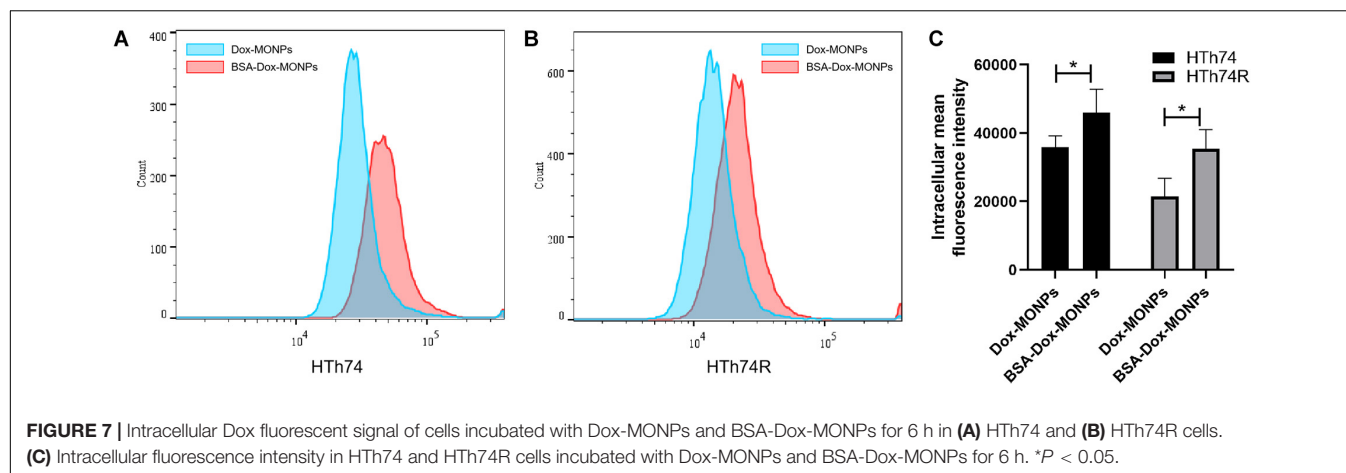 A
400
300
200
100
0
Count
Dox-MONPs
BSA-Dox-MONPs
10^4
10^5
HTh74
B
600
400
200
0
Count
Dox-MONPs
BSA-Dox-MONPs
10^4
10^5
HTh74R
C
HTh74
HTh74R
60000
40000
20000
0
Intracellular mean
fluorescence intensity
*
*
Dox-MONPs
BSA-Dox-MONPs
Dox-MONPs
BSA-Dox-MONPs
FIGURE 7 | Intracellular Dox fluorescent signal of cells incubated with Dox-MONPs and BSA-Dox-MONPs for 6 h in (A) HTh74 and (B) HTh74R cells.
(C) Intracellular fluorescence intensity in HTh74 and HTh74R cells incubated with Dox-MONPs and BSA-Dox-MONPs for 6 h. *P < 0.05.